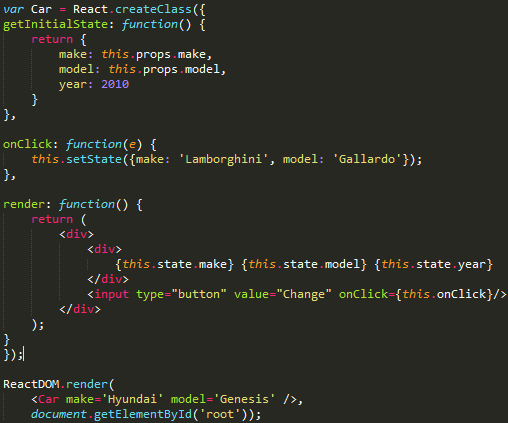 var Car = React.createClass({
getInitialState: function() {
    return {
        make: this.props.make,
        model: this.props.model,
        year: 2010
    }
},

onClick: function(e) {
    this.setState({make: 'Lamborghini', model: 'Gallardo'});
},

render: function() {
    return (
        <div>
            <div>
                {this.state.make} {this.state.model} {this.state.year}
            </div>
            <input type="button" value="Change" onClick={this.onClick}/>
        </div>
    );
}
});

ReactDOM.render(
    <Car make='Hyundai' model='Genesis' />,
    document.getElementById('root'));